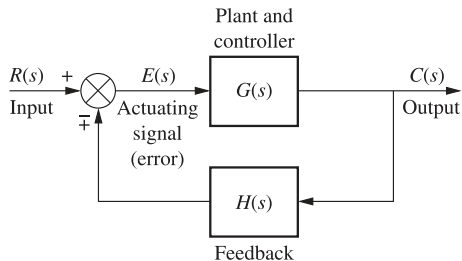 Plant and
controller
R(s) + E(s) G(s) C(s)
Input ∓ Actuating Output
signal
(error)
H(s)
Feedback